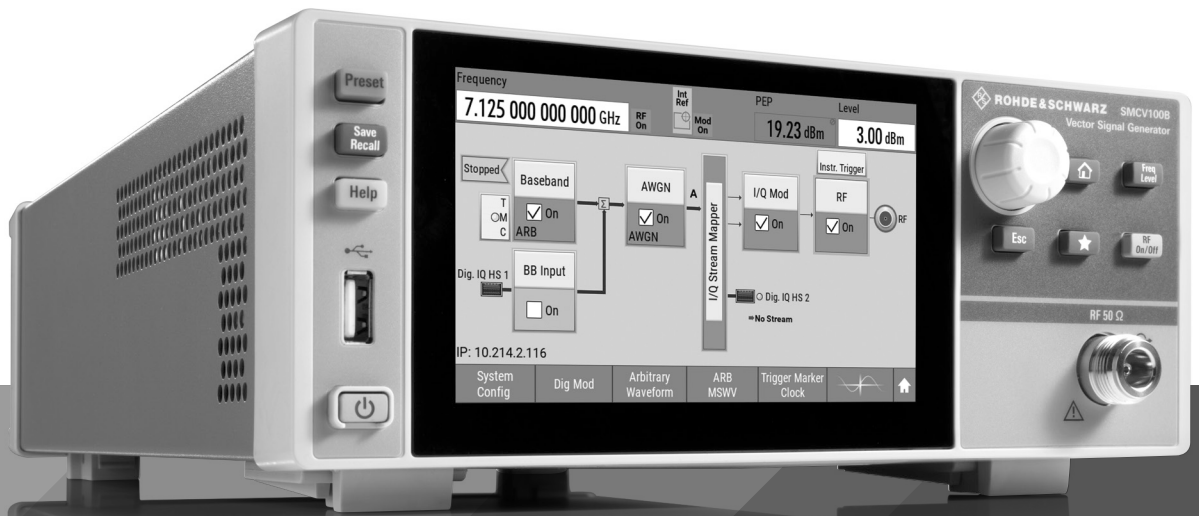 Preset
Save
Recall
Help
Frequency
7.125 000 000 000 GHz
RF
On
Int
Ref
Mod
On
PEP
19.23 dBm
Level
3.00 dBm
Stopped
Baseband
T
M
C
On
ARB
Σ
AWGN
On
AWGN
A
I/Q Stream Mapper
I/Q Mod
On
Instr. Trigger
RF
On
RF
Dig. IQ HS 1
BB Input
On
Dig. IQ HS 2
No Stream
IP: 10.214.2.116
System
Config
Dig Mod
Arbitrary
Waveform
ARB
MSWV
Trigger Marker
Clock
ROHDE&SCHWARZ SMCV100B
Vector Signal Generator
Freq
Level
Esc
RF
On/Off
RF 50 Ω